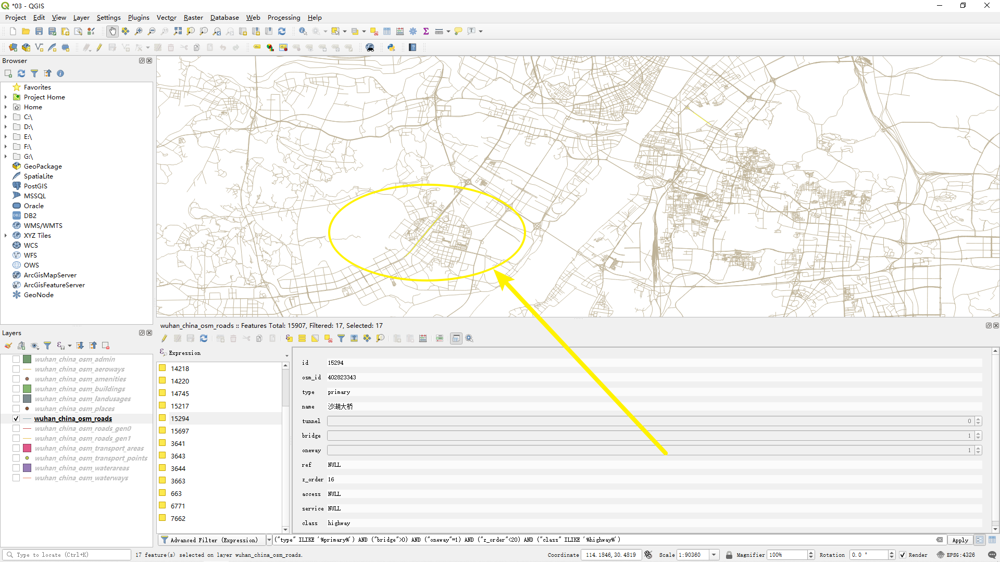 *03 - QGIS
Project Edit View Layer Settings Plugins Vector Raster Database Web Processing Help
Browser
Favorites
Project Home
Home
C:\
D:\
E:\
F:\
G:\
GeoPackage
SpatiaLite
PostGIS
MSSQL
Oracle
DB2
WMS/WMTS
XYZ Tiles
WCS
WFS
OWS
ArcGisMapServer
ArcGisFeatureServer
GeoNode
Layers
wuhan_china_osm_admin
wuhan_china_osm_aeroways
wuhan_china_osm_amenities
wuhan_china_osm_buildings
wuhan_china_osm_landusages
wuhan_china_osm_places
wuhan_china_osm_roads
wuhan_china_osm_roads_gen0
wuhan_china_osm_roads_gen1
wuhan_china_osm_transport_areas
wuhan_china_osm_transport_points
wuhan_china_osm_waterareas
wuhan_china_osm_waterways
wuhan_china_osm_roads :: Features Total: 15907, Filtered: 17, Selected: 17
Expression
14218
14220
14745
15217
15294
15697
3641
3643
3644
3663
663
6771
7662
id 15294
osm_id 402823343
type primary
name 沙湖大桥
tunnel 0
bridge 1
oneway 1
ref NULL
z_order 16
access NULL
service NULL
class highway
Advanced Filter (Expression) ("type" ILIKE '%primary%') AND ("bridge">0) AND ("oneway"=1) AND ("z_order"<20) AND ("class" ILIKE '%highway%') Apply
Type to locate (Ctrl+K) 17 feature(s) selected on layer wuhan_china_osm_roads. Coordinate 114.1846,30.4819 Scale 1:90360 Magnifier 100% Rotation 0.0 ° Render EPSG:4326